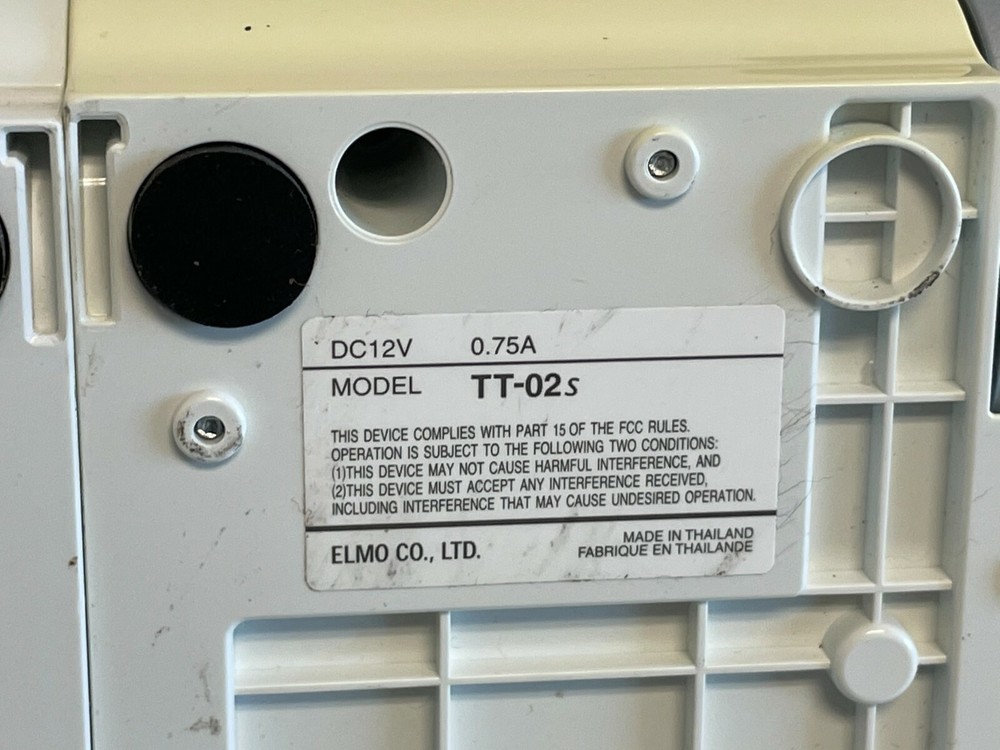 DC12V 0.75A
MODEL TT-02s
THIS DEVICE COMPLIES WITH PART 15 OF THE FCC RULES.
OPERATION IS SUBJECT TO THE FOLLOWING TWO CONDITIONS:
(1)THIS DEVICE MAY NOT CAUSE HARMFUL INTERFERENCE, AND
(2)THIS DEVICE MUST ACCEPT ANY INTERFERENCE RECEIVED,
INCLUDING INTERFERENCE THAT MAY CAUSE UNDESIRED OPERATION.
ELMO CO., LTD.
MADE IN THAILAND
FABRIQUE EN THAILANDE